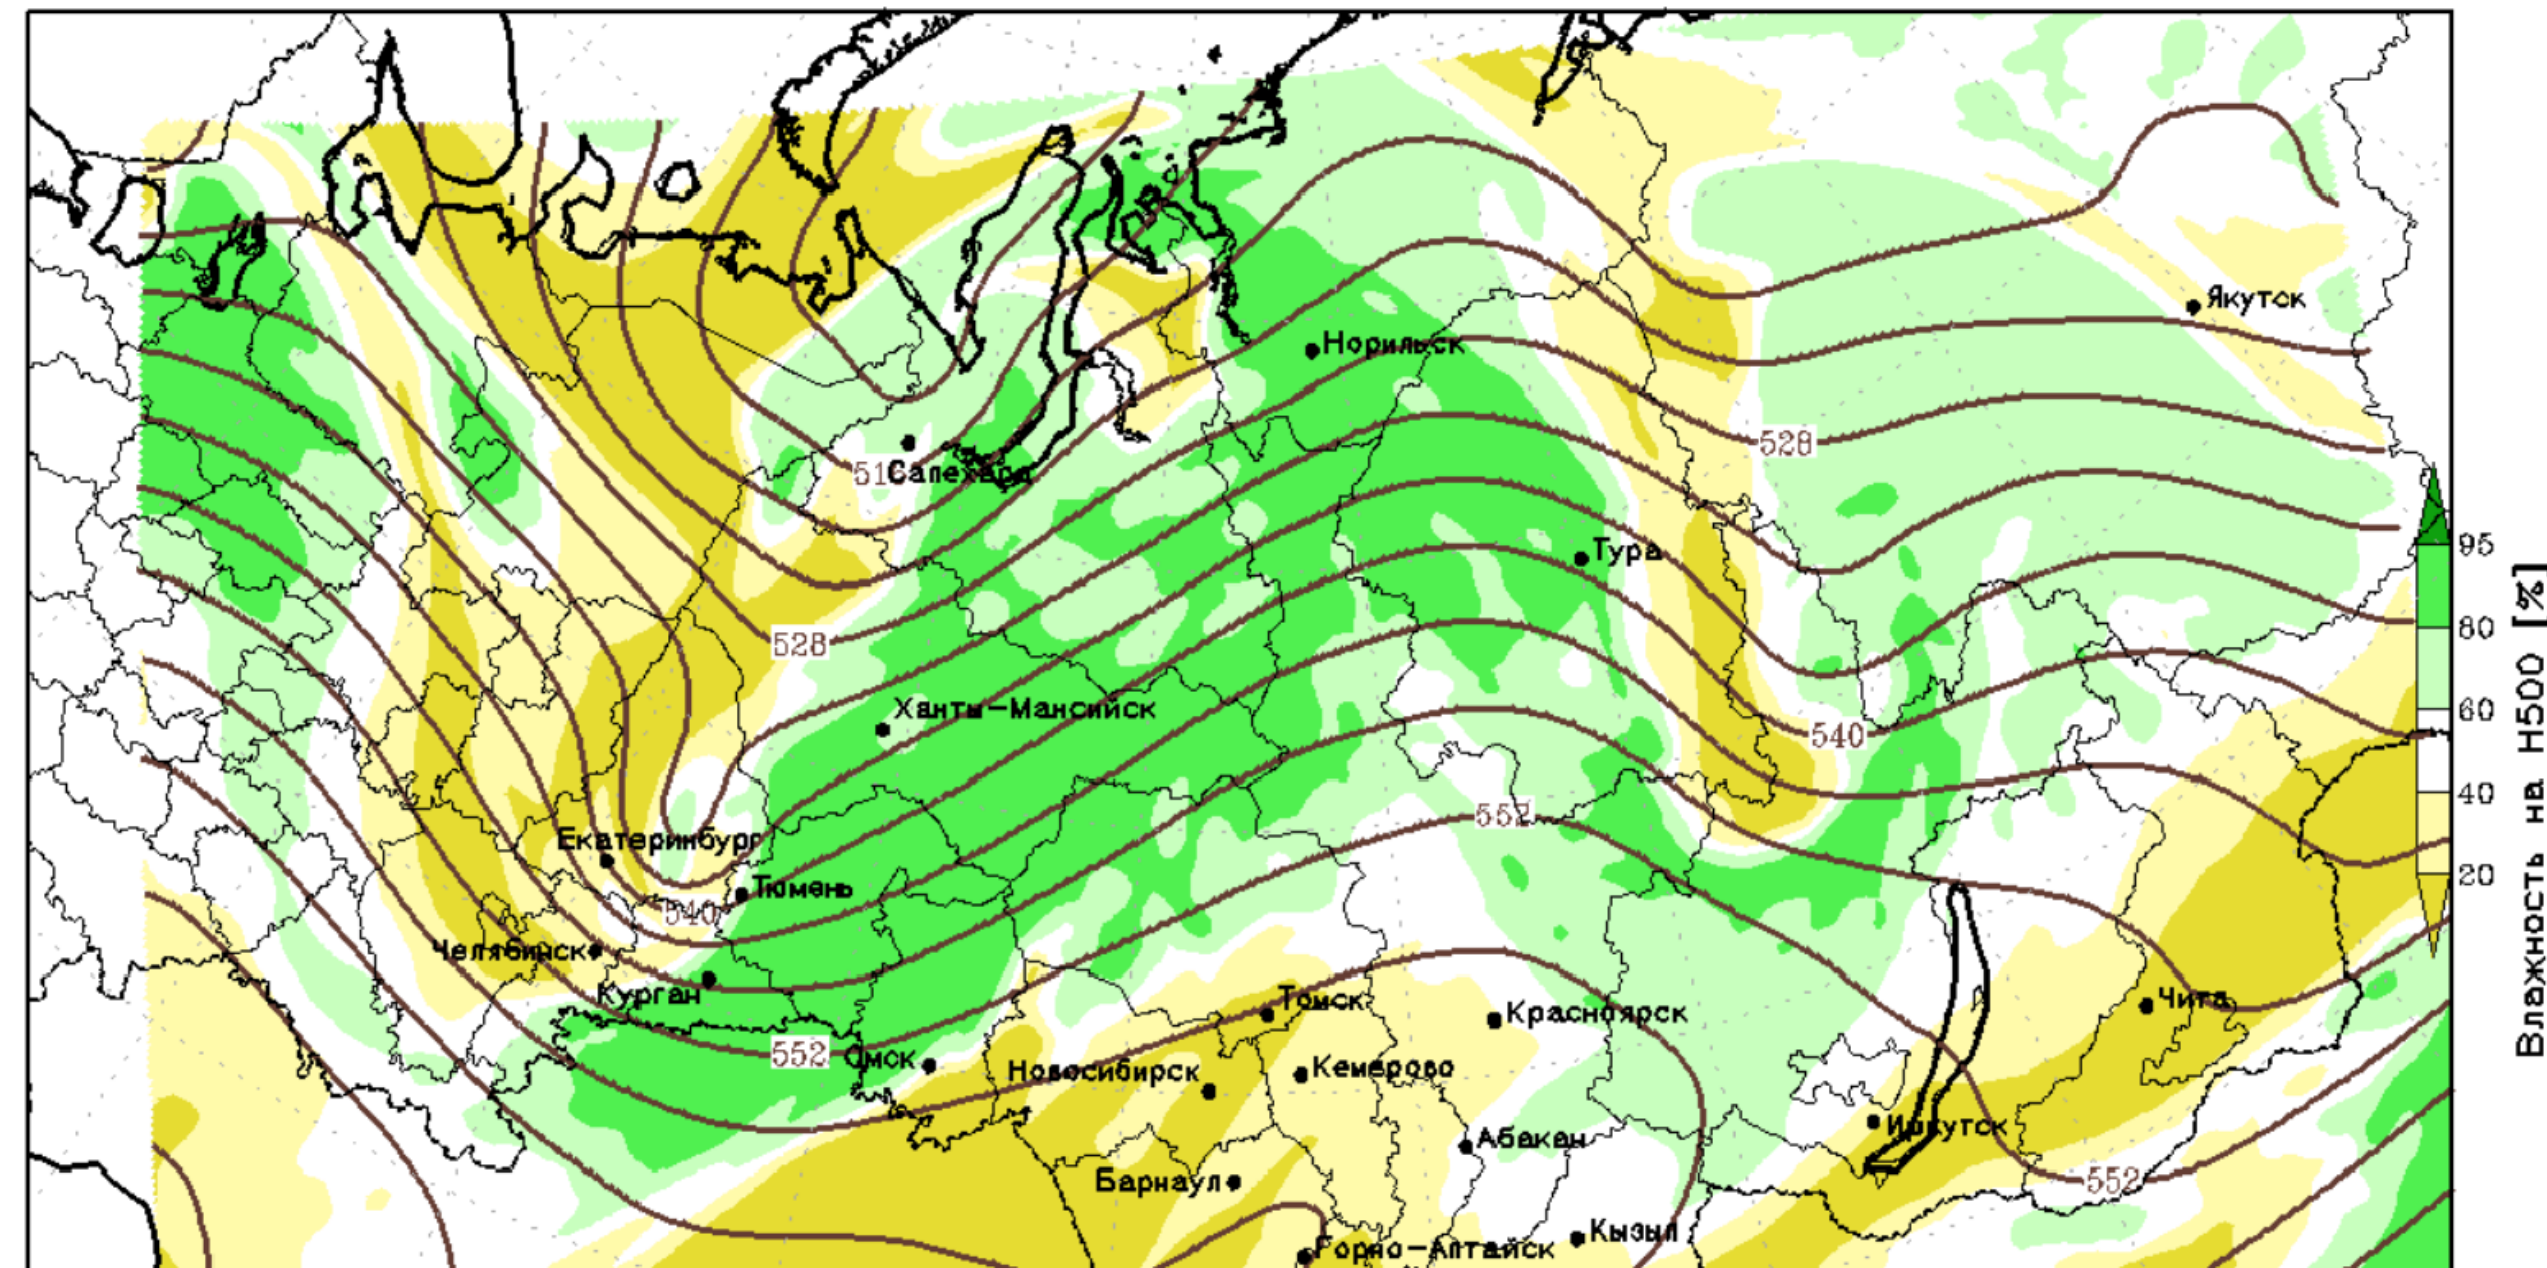 Якутск
Норильск
528
Салехард
95
Тура
80
528
60
Ханты-Мансийск
540
40
552
Екатеринбург
20
Тюмень
540
Челябинск
Курган
Томск
Красноярск
Чита
552
Омск
Новосибирск
Кемерово
Абакан
Иркутск
Барнаул
552
Кызыл
Горно-Алтайск
Влажность на H500 [%]